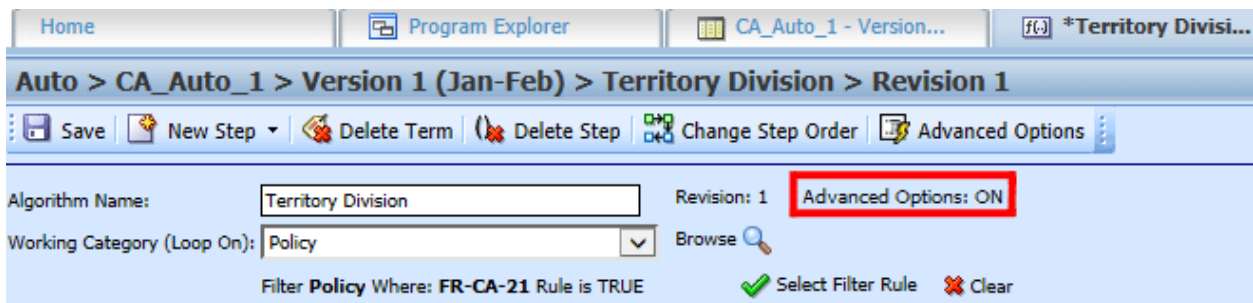 Home Program Explorer CA_Auto_1 - Version... f(.) *Territory Divisi...
Auto > CA_Auto_1 > Version 1 (Jan-Feb) > Territory Division > Revision 1
Save New Step Delete Term Delete Step Change Step Order Advanced Options
Algorithm Name: Territory Division Revision: 1 Advanced Options: ON
Working Category (Loop On): Policy Browse
Filter Policy Where: FR-CA-21 Rule is TRUE Select Filter Rule Clear